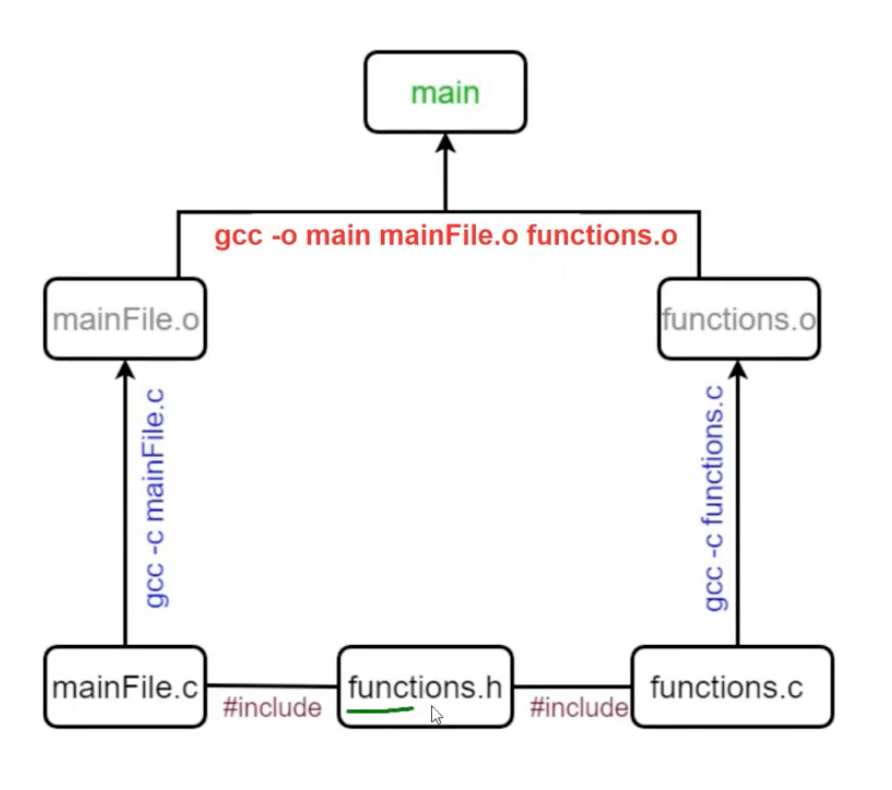 main
gcc -o main mainFile.o functions.o
mainFile.o
functions.o
gcc -c mainFile.c
gcc -c functions.c
mainFile.c
functions.h
functions.c
#include
#include